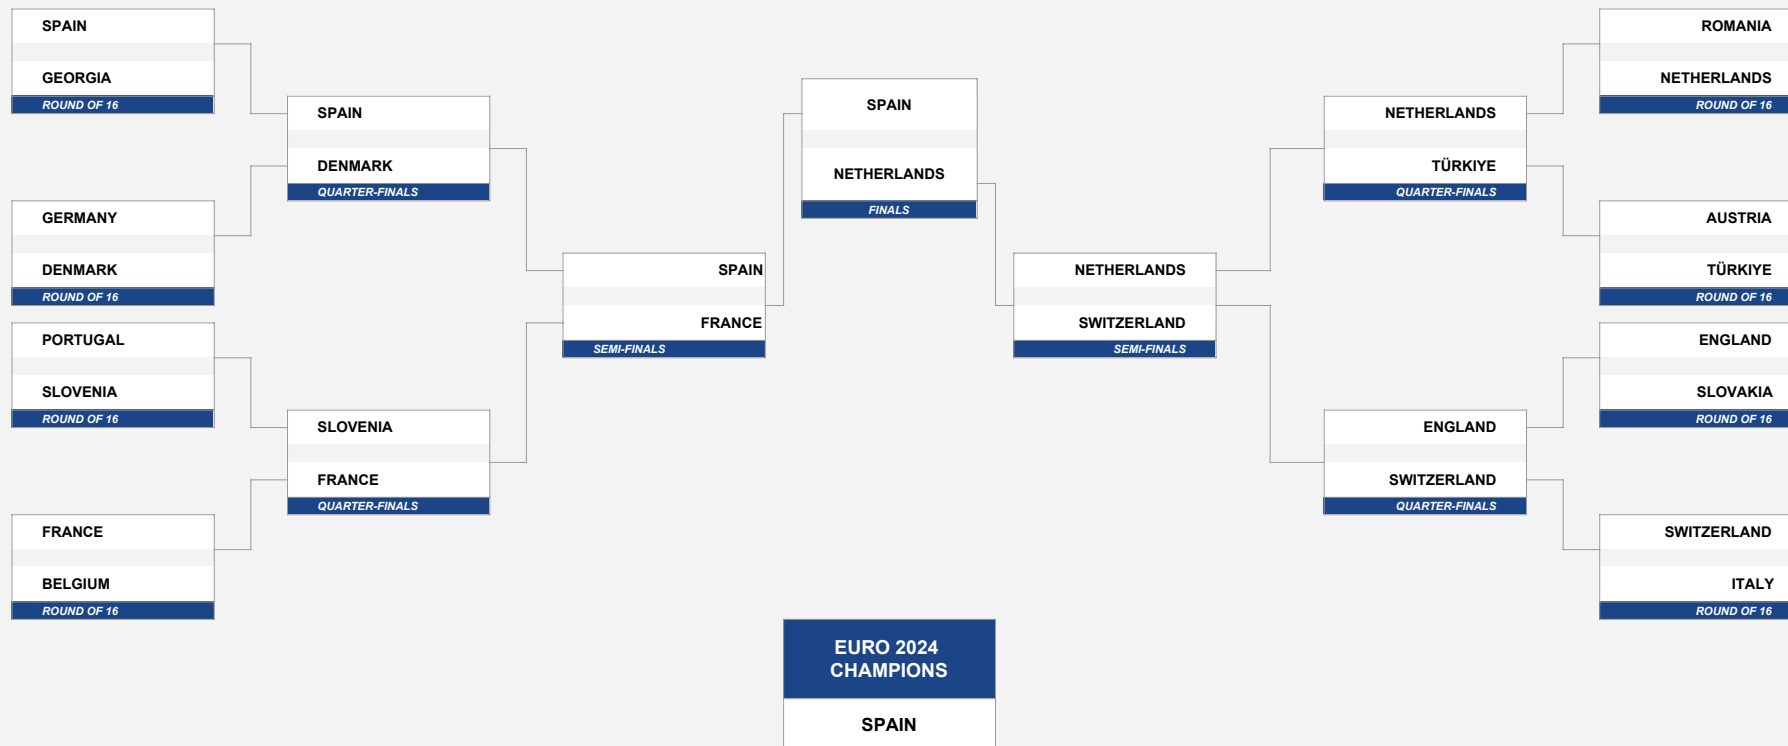 SPAIN
GEORGIA
ROUND OF 16
GERMANY
DENMARK
ROUND OF 16
PORTUGAL
SLOVENIA
ROUND OF 16
FRANCE
BELGIUM
ROUND OF 16
SPAIN
DENMARK
QUARTER-FINALS
SLOVENIA
FRANCE
QUARTER-FINALS
SPAIN
FRANCE
SEMI-FINALS
SPAIN
NETHERLANDS
FINALS
NETHERLANDS
SWITZERLAND
SEMI-FINALS
NETHERLANDS
TÜRKIYE
QUARTER-FINALS
ENGLAND
SWITZERLAND
QUARTER-FINALS
ROMANIA
NETHERLANDS
ROUND OF 16
AUSTRIA
TÜRKIYE
ROUND OF 16
ENGLAND
SLOVAKIA
ROUND OF 16
SWITZERLAND
ITALY
ROUND OF 16
EURO 2024
CHAMPIONS
SPAIN